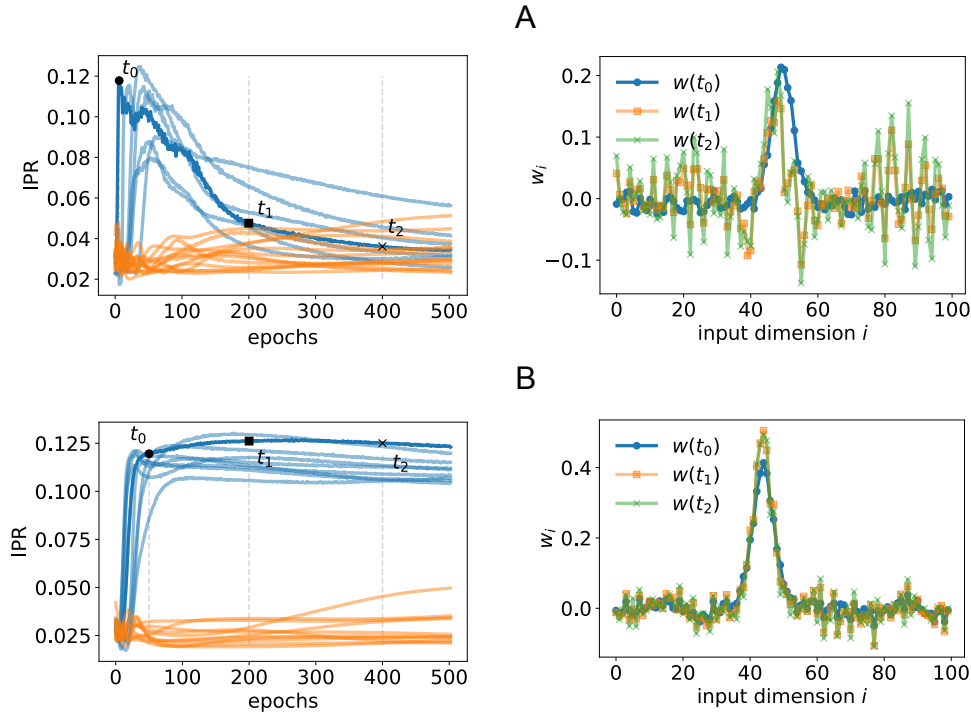 A
0.12
0.10
0.08
0.06
0.04
0.02
IPR
t0
t1
t2
0 100 200 300 400 500
epochs
0.2
0.1
0.0
−0.1
wi
w(t0)
w(t1)
w(t2)
0 20 40 60 80 100
input dimension i
B
0.125
0.100
0.075
0.050
0.025
IPR
t0
t1
t2
0 100 200 300 400 500
epochs
0.4
0.2
0.0
wi
w(t0)
w(t1)
w(t2)
0 20 40 60 80 100
input dimension i